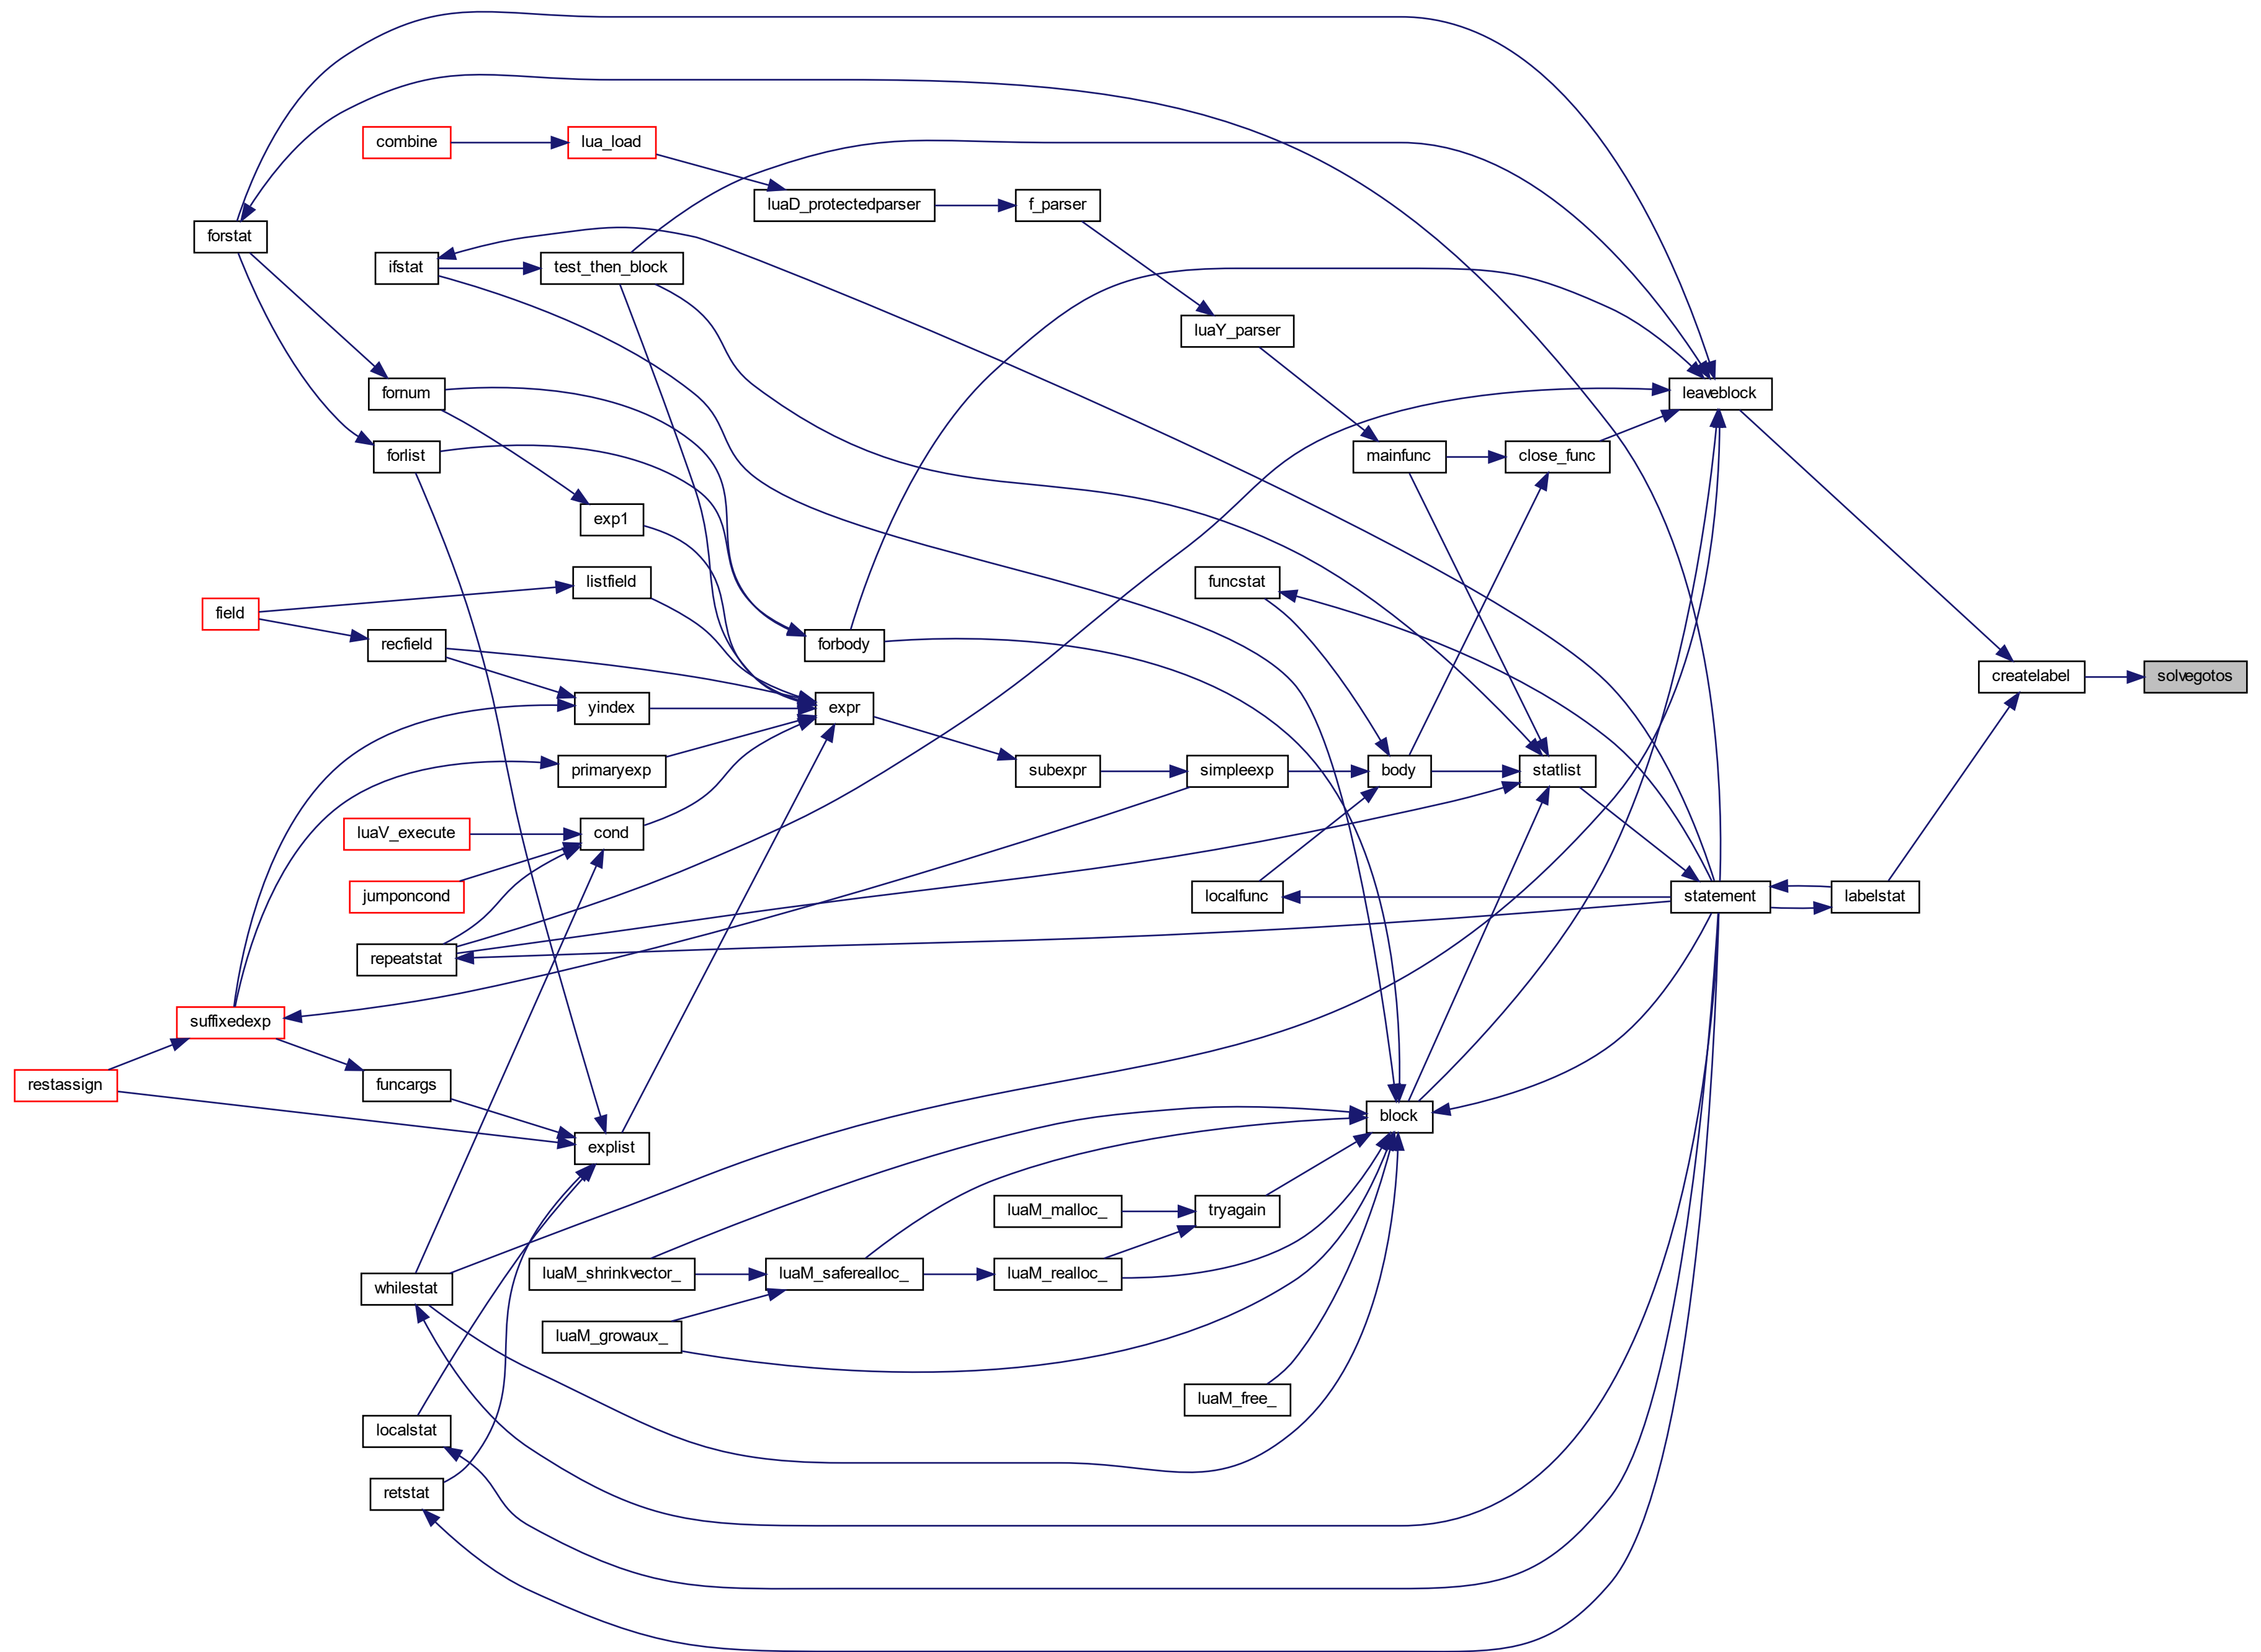 combine
lua_load
luaD_protectedparser
f_parser
forstat
ifstat
test_then_block
luaY_parser
fornum
leaveblock
forlist
mainfunc
close_func
exp1
listfield
funcstat
field
recfield
forbody
createlabel
solvegotos
yindex
expr
primaryexp
subexpr
simpleexp
body
statlist
luaV_execute
cond
jumponcond
localfunc
statement
labelstat
repeatstat
suffixedexp
restassign
funcargs
block
explist
luaM_malloc_
tryagain
luaM_shrinkvector_
luaM_saferealloc_
luaM_realloc_
whilestat
luaM_growaux_
luaM_free_
localstat
retstat